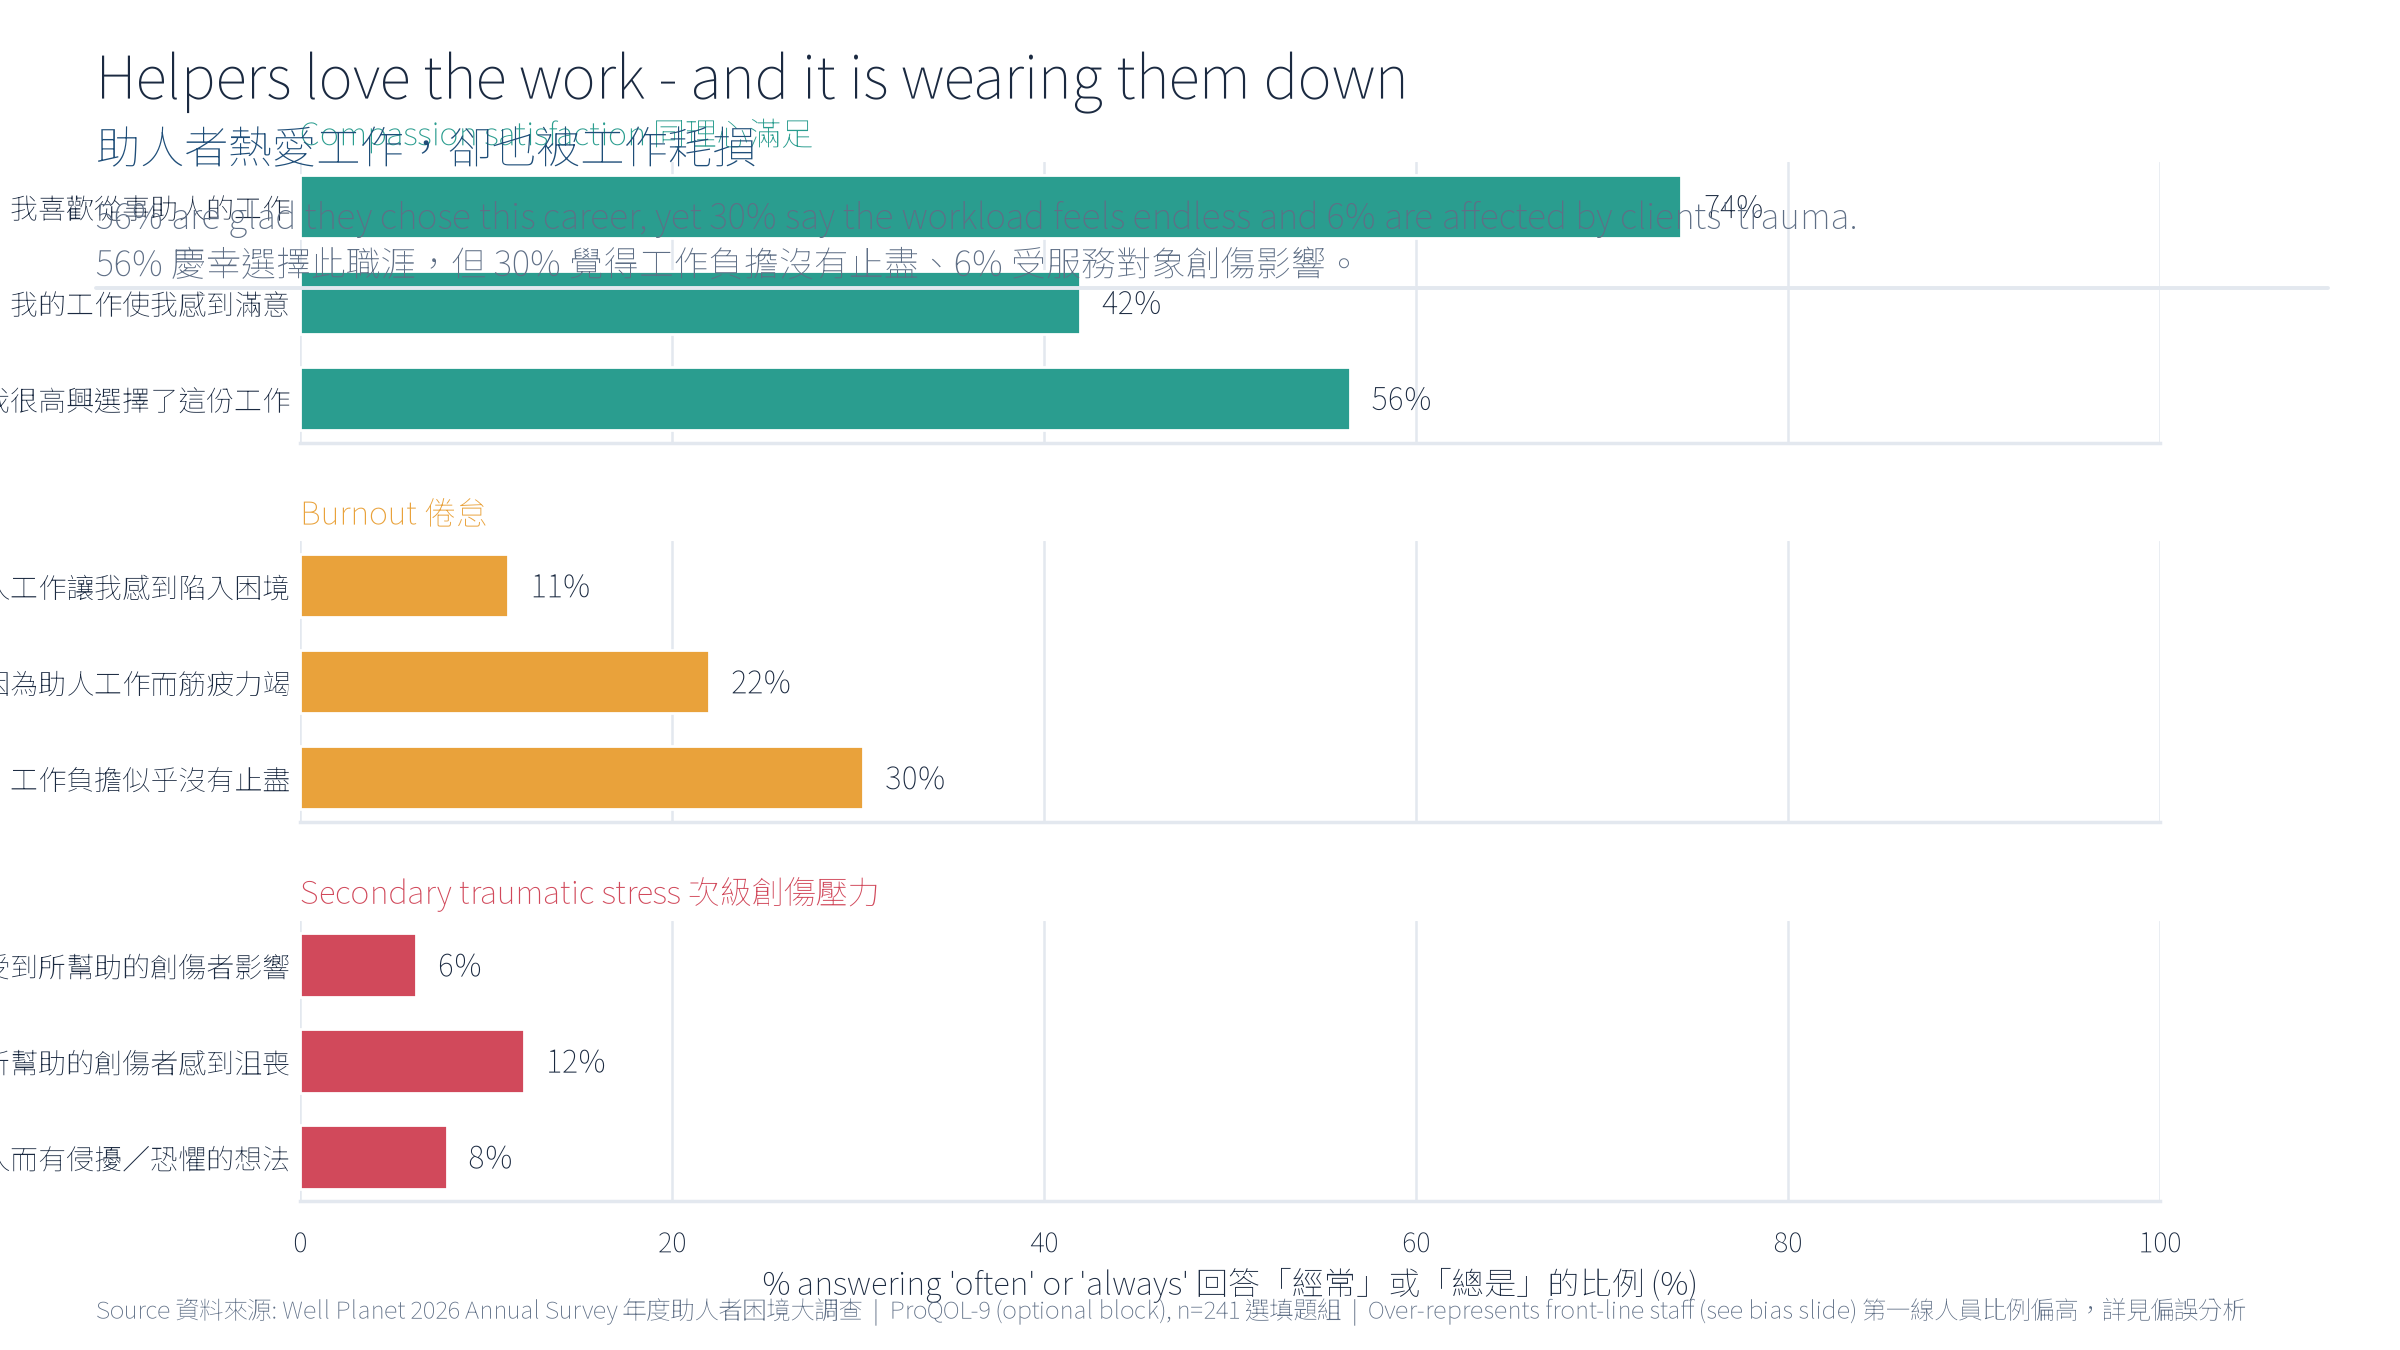 Helpers love the work - and it is wearing them down
助人者熱愛工作，卻也被工作耗損
Compassion satisfaction 同理心滿足
56% are glad they chose this career, yet 30% say the workload feels endless and 6% are affected by clients' trauma.
56% 慶幸選擇此職涯，但 30% 覺得工作負擔沒有止盡、6% 受服務對象創傷影響。
我喜歡從事助人的工作 74%
我的工作使我感到滿意 42%
我很高興選擇了這份工作 56%
Burnout 倦怠
人工作讓我感到陷入困境 11%
因為助人工作而筋疲力竭 22%
工作負擔似乎沒有止盡 30%
Secondary traumatic stress 次級創傷壓力
受到所幫助的創傷者影響 6%
所幫助的創傷者感到沮喪 12%
人而有侵擾／恐懼的想法 8%
0 20 40 60 80 100
% answering 'often' or 'always' 回答「經常」或「總是」的比例 (%)
Source 資料來源: Well Planet 2026 Annual Survey 年度助人者困境大調查 | ProQOL-9 (optional block), n=241 選填題組 | Over-represents front-line staff (see bias slide) 第一線人員比例偏高，詳見偏誤分析